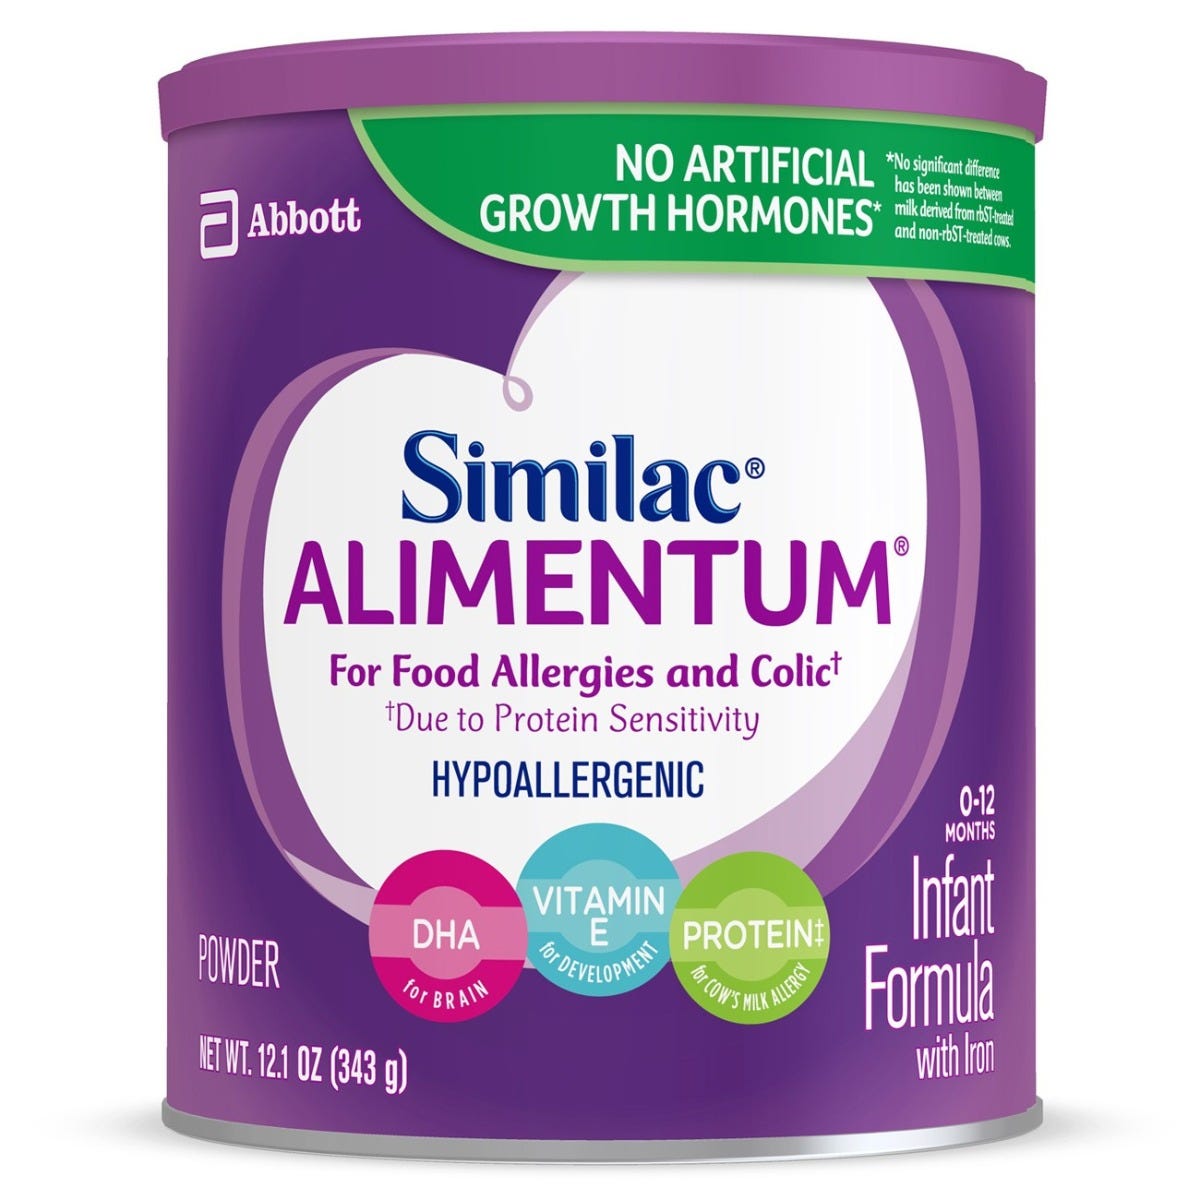 Abbott
NO ARTIFICIAL
GROWTH HORMONES*
*No significant difference
has been shown between
milk derived from rbST-treated
and non-rbST-treated cows.
Similac®
ALIMENTUM®
For Food Allergies and Colic†
†Due to Protein Sensitivity
HYPOALLERGENIC
DHA
for BRAIN
VITAMIN
E
for DEVELOPMENT
PROTEIN‡
for COW'S MILK ALLERGY
0-12
MONTHS
Infant
Formula
with Iron
POWDER
NET WT. 12.1 OZ (343 g)